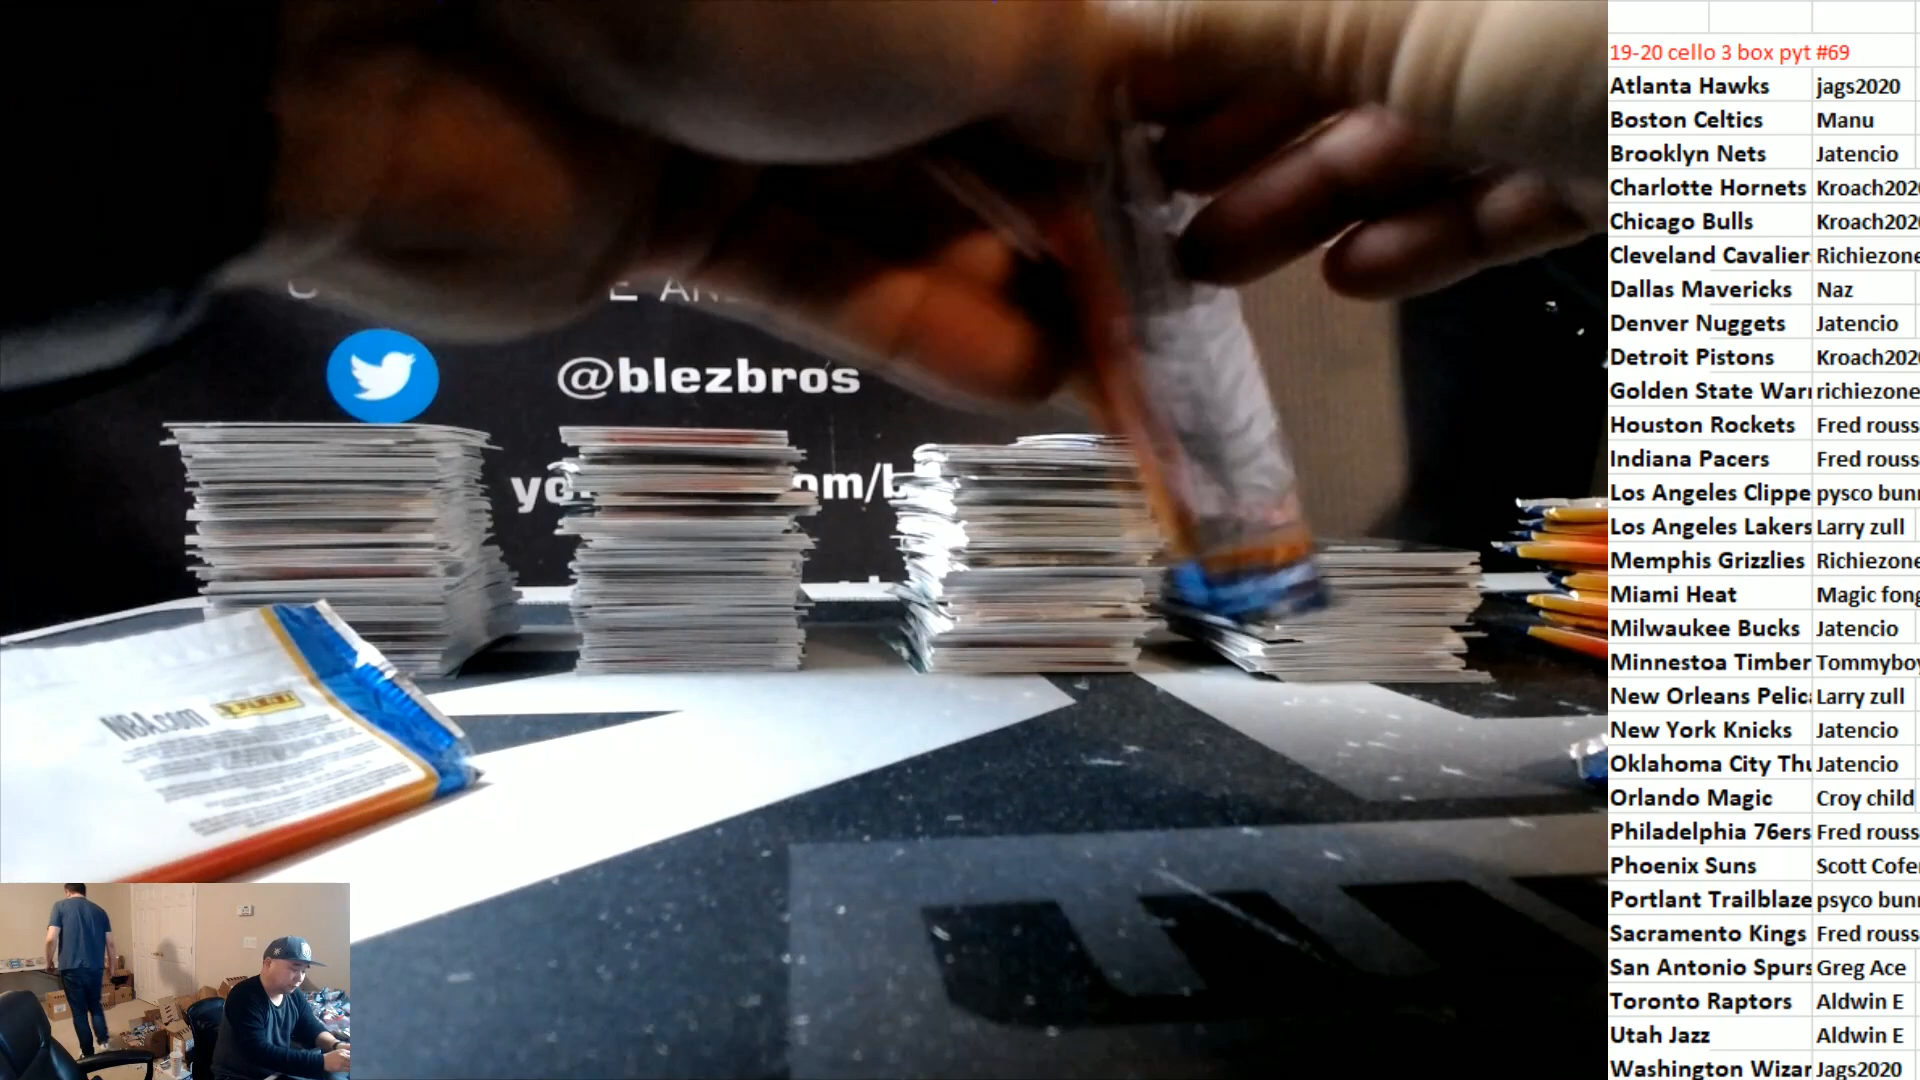 19-20 cello 3 box pyt #69
Atlanta Hawks jags2020
Boston Celtics Manu
Brooklyn Nets Jatencio
Charlotte Hornets Kroach202
Chicago Bulls Kroach202
Cleveland Cavalier Richiezone
Dallas Mavericks Naz
Denver Nuggets Jatencio
Detroit Pistons Kroach202
Golden State Warr richiezone
Houston Rockets Fred rouss
Indiana Pacers Fred rouss
Los Angeles Clippe pysco bun
Los Angeles Lakers Larry zull
Memphis Grizzlies Richiezone
Miami Heat Magic fong
Milwaukee Bucks Jatencio
Minnestoa Timber Tommyboy
New Orleans Pelic Larry zull
New York Knicks Jatencio
Oklahoma City Thu Jatencio
Orlando Magic Croy child
Philadelphia 76ers Fred rouss
Phoenix Suns Scott Cofe
Portlant Trailblaze psyco bun
Sacramento Kings Fred rouss
San Antonio Spurs Greg Ace
Toronto Raptors Aldwin E
Utah Jazz Aldwin E
Washington Wizar Jags2020
@blezbros
yo om/b
NBA.com PANINI